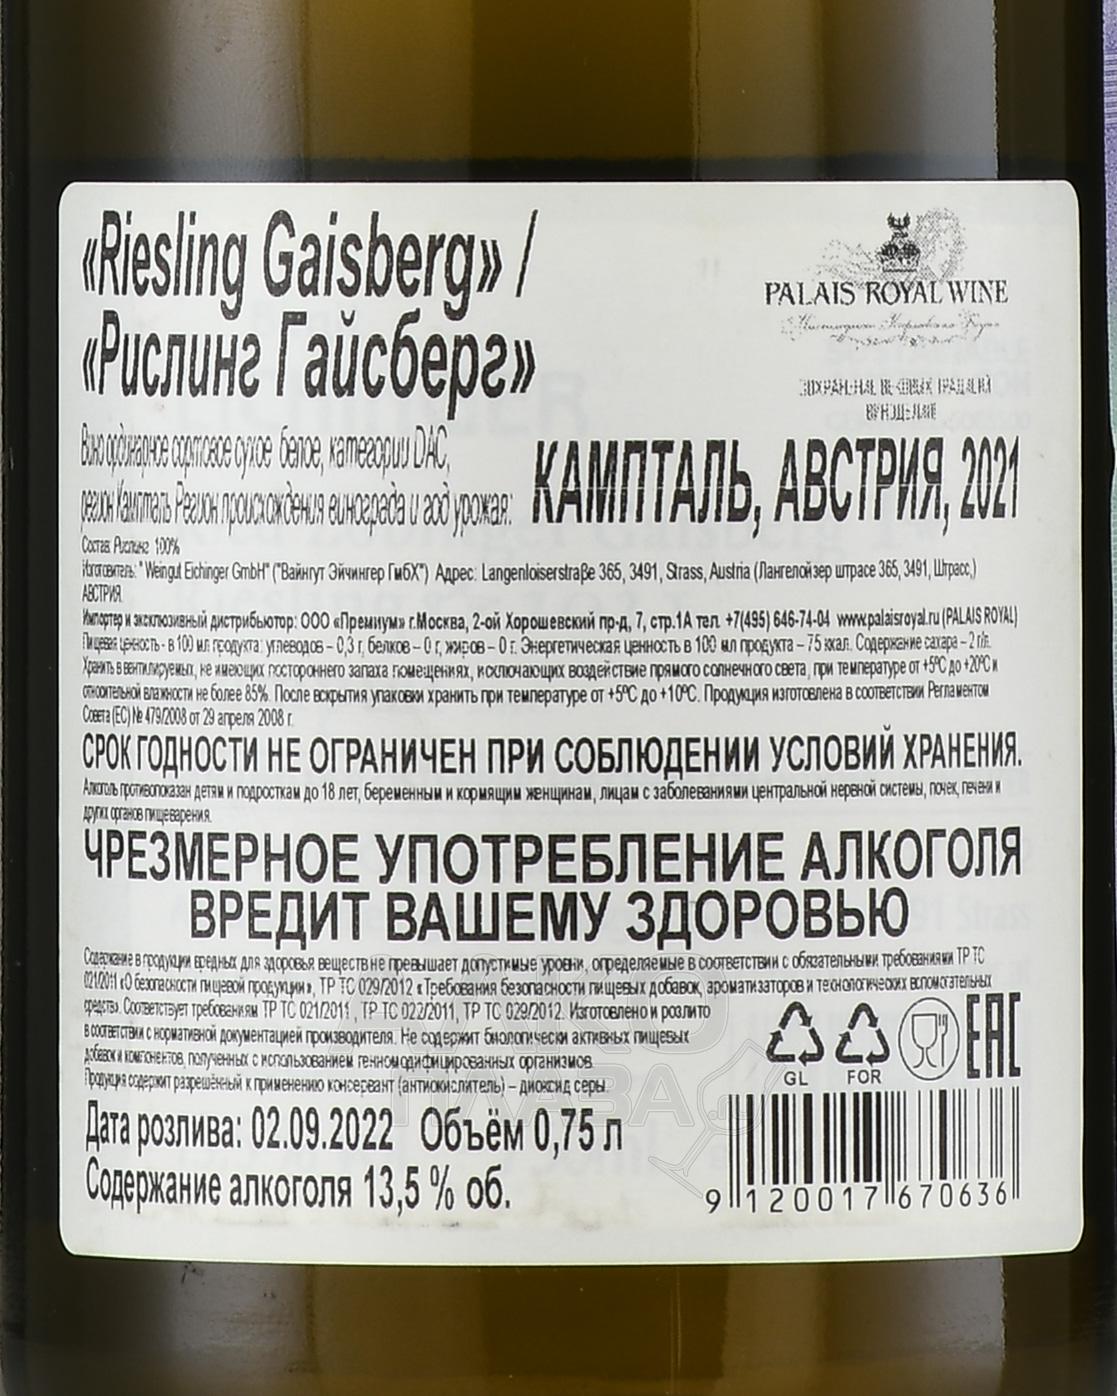 «Riesling Gaisberg» /
«Рислинг Гайсберг»
PALAIS ROYAL WINE
Вино ординарное сортовое сухое белое, категории DAC,
регион Кампталь Регион происхождения винограда и год урожая:
КАМПТАЛЬ, АВСТРИЯ, 2021
Состав: Рислинг 100%
Изготовитель: "Weingut Eichinger GmbH" ("Вайнгут Эйчингер ГмбХ") Адрес: Langenloiserstraβe 365, 3491, Strass, Austria (Лангелойзер штрасе 365, 3491, Штрасс,)
АВСТРИЯ.
Импортер и эксклюзивный дистрибьютор: ООО «Премиум» г.Москва, 2-ой Хорошевский пр-д, 7, стр.1А тел. +7(495) 646-74-04 www.palaisroyal.ru (PALAIS ROYAL)
Пищевая ценность - в 100 мл продукта: углеводов – 0,3 г, белков – 0 г, жиров – 0 г. Энергетическая ценность в 100 мл продукта – 75 ккал. Содержание сахара – 2 г/л.
Хранить в вентилируемых, не имеющих постороннего запаха помещениях, исключающих воздействие прямого солнечного света, при температуре от +5ºC до +20ºC и
относительной влажности не более 85%. После вскрытия упаковки хранить при температуре от +5ºC до +10ºC. Продукция изготовлена в соответствии Регламентом
Совета (ЕС) № 479/2008 от 29 апреля 2008 г.
СРОК ГОДНОСТИ НЕ ОГРАНИЧЕН ПРИ СОБЛЮДЕНИИ УСЛОВИЙ ХРАНЕНИЯ.
Алкоголь противопоказан детям и подросткам до 18 лет, беременным и кормящим женщинам, лицам с заболеваниями центральной нервной системы, почек, печени и
других органов пищеварения.
ЧРЕЗМЕРНОЕ УПОТРЕБЛЕНИЕ АЛКОГОЛЯ
ВРЕДИТ ВАШЕМУ ЗДОРОВЬЮ
Содержание в продукции вредных для здоровья веществ не превышает допустимые уровни, определяемые в соответствии с обязательными требованиями ТР ТС
021/2011 «О безопасности пищевой продукции», ТР ТС 029/2012 «Требования безопасности пищевых добавок, ароматизаторов и технологических вспомогательных
средств». Соответствует требованиям ТР ТС 021/2011 , ТР ТС 022/2011, ТР ТС 029/2012. Изготовлено и розлито
в соответствии с нормативной документацией производителя. Не содержит биологически активных пищевых
добавок и компонентов, полученных с использованием генномодифицированных организмов.
Продукция содержит разрешённый к применению консервант (антиокислитель) – диоксид серы.
GL FOR
EAC
Дата розлива: 02.09.2022 Объём 0,75 л
Содержание алкоголя 13,5 % об.
9 120017 670636